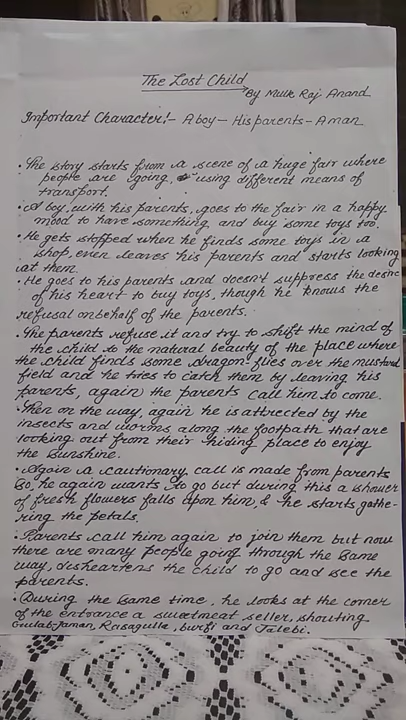 The Lost Child
By Mulk Raj Anand
Important Character:- A boy - His parents - A man
• The story starts from a scene of a huge fair where
people are going, using different means of
transport.
• A boy, with his parents, goes to the fair in a happy
mood to have something, and buy some toys too.
• He gets stopped when he finds some toys in a
shop, even leaves his parents and starts looking
at them.
• He goes to his parents and doesn't suppress the desire
of his heart to buy toys, though he knows the
refusal onbehalf of the parents.
• The parents refuse it and try to shift the mind of
the child to the natural beauty of the place where
the child finds some dragon-flies over the mustard
field and he tries to catch them by leaving his
parents, again the parents call him to come.
• Then on the way, again he is attrected by the
insects and worms along the footpath that are
looking out from their hiding place to enjoy
the sunshine.
• Again a cautionary call is made from parents
so, he again wants to go but during this a shower
of fresh flowers falls upon him, & he starts gathe-
ring the petals.
• Parents call him again to join them but now
there are many people going through the same
way, disheartens the child to go and see the
parents.
• During the same time, he looks at the corner
of the entrance a sweetmeat seller, shouting
Gulab Jaman, Rasagulla, burfi and Jalebi.